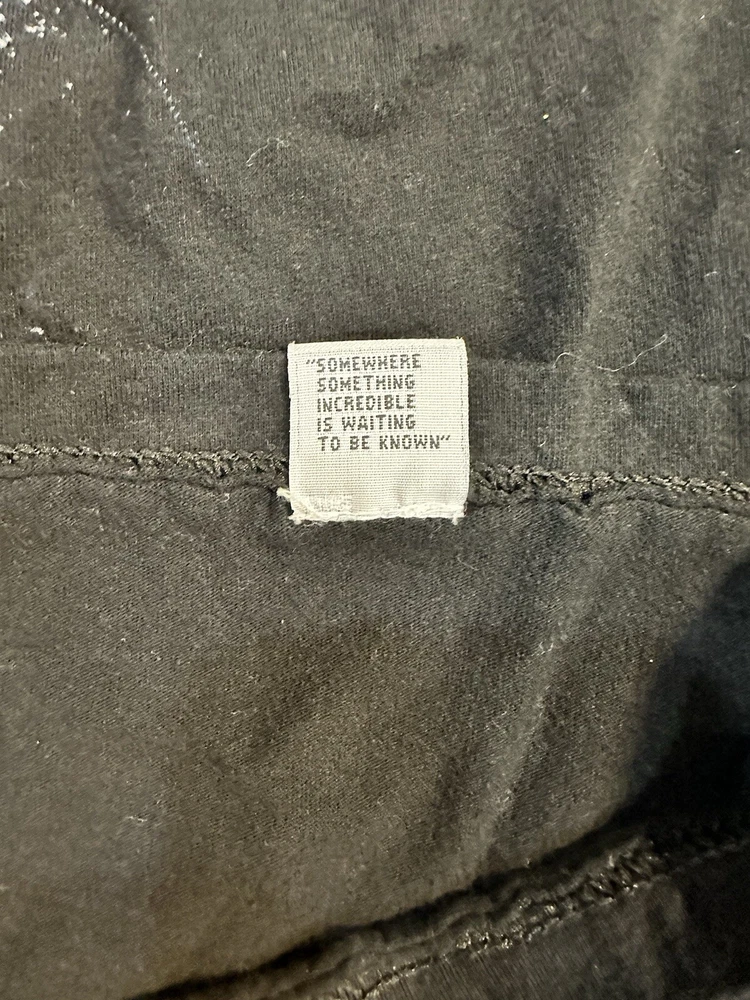 "SOMEWHERE
SOMETHING
INCREDIBLE
IS WAITING
TO BE KNOWN"